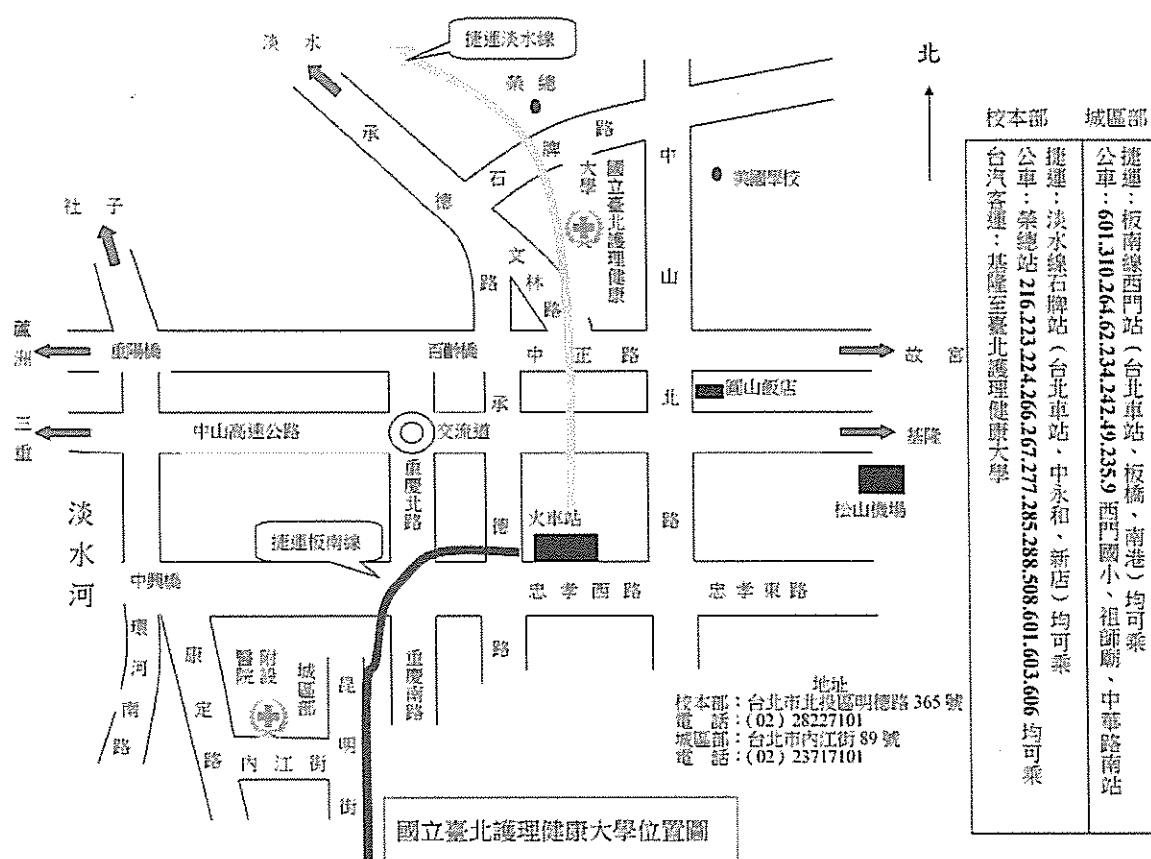 淡水
捷運淡水線
北
榮總
承德路
石牌路
中山北路
國立臺北護理健康大學
美國學校
社子
文林路
蘆洲
重陽橋
百齡橋
中正路
故宮
圓山飯店
三重
中山高速公路
交流道
承德路
基隆
重慶北路
松山機場
淡水河
捷運板南線
火車站
中興橋
忠孝西路
忠孝東路
環河南路
康定路
附設醫院
城區部
昆明街
重慶南路
內江街
地址
校本部：台北市北投區明德路 365 號
電 話：(02) 28227101
城區部：台北市內江街 89 號
電 話：(02) 23717101
國立臺北護理健康大學位置圖
城區部
捷運：板南線西門站（台北車站、板橋、南港）均可乘
公車：601.310.264.62.234.242.49.235.9 西門國小、祖師廟、中華路南站
校本部
捷運：淡水線石牌站（台北車站、中永和、新店）均可乘
公車：榮總站 216.223.224.266.267.277.285.288.508.601.603.606 均可乘
台汽客運：基隆至臺北護理健康大學